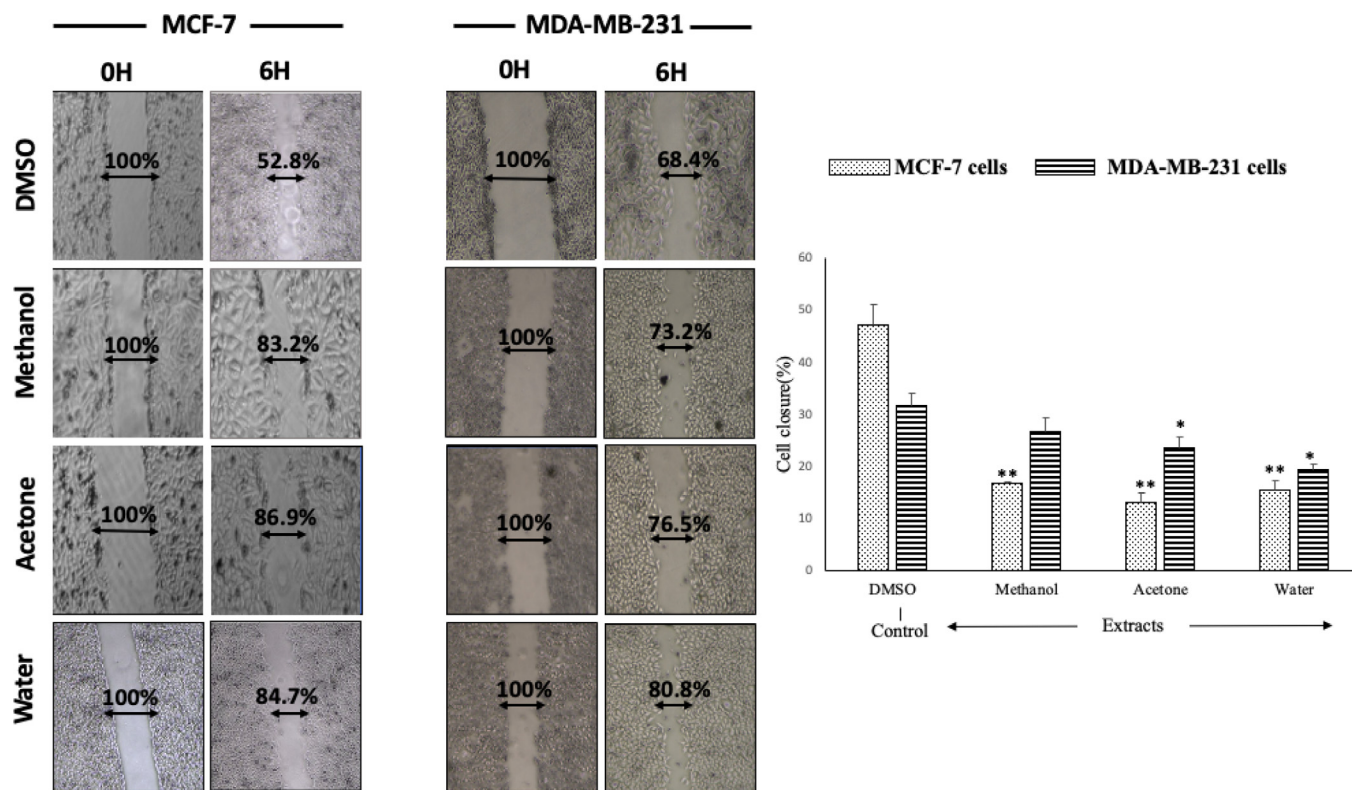 MCF-7
MDA-MB-231
0H
6H
0H
6H
DMSO
100%
52.8%
100%
68.4%
Methanol
100%
83.2%
100%
73.2%
Acetone
100%
86.9%
100%
76.5%
Water
100%
84.7%
100%
80.8%
MCF-7 cells
MDA-MB-231 cells
Cell closure(%)
60
50
40
30
20
10
0
**
**
*
**
*
DMSO
Methanol
Acetone
Water
Control
Extracts